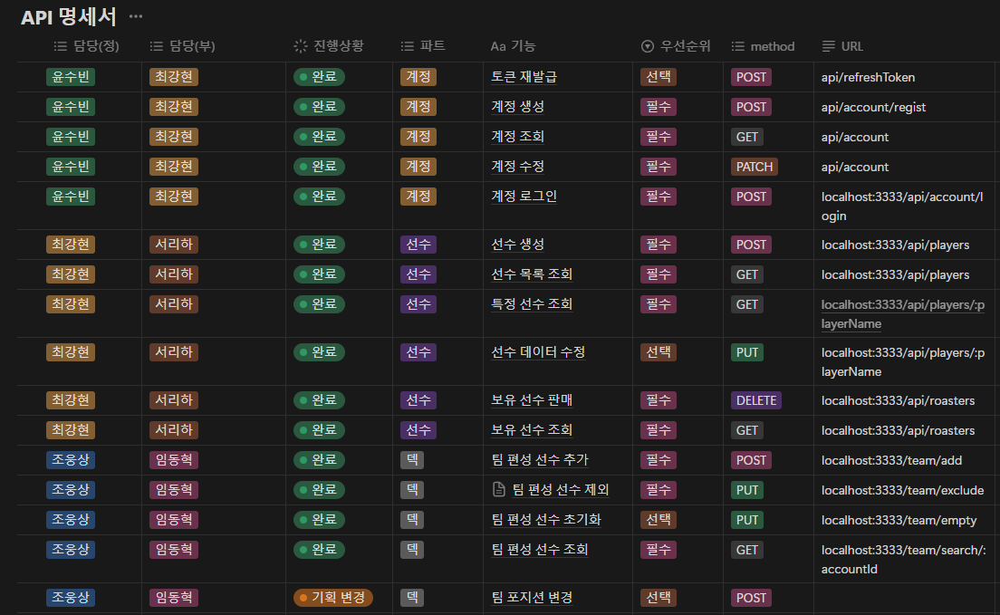 API 명세서 ···
담당(정) 담당(부) 진행상황 파트 Aa 기능 우선순위 method URL
윤수빈 최강현 완료 계정 토큰 재발급 선택 POST api/refreshToken
윤수빈 최강현 완료 계정 계정 생성 필수 POST api/account/regist
윤수빈 최강현 완료 계정 계정 조회 필수 GET api/account
윤수빈 최강현 완료 계정 계정 수정 필수 PATCH api/account
윤수빈 최강현 완료 계정 계정 로그인 필수 POST localhost:3333/api/account/l
ogin
최강현 서리하 완료 선수 선수 생성 필수 POST localhost:3333/api/players
최강현 서리하 완료 선수 선수 목록 조회 필수 GET localhost:3333/api/players
최강현 서리하 완료 선수 특정 선수 조회 필수 GET localhost:3333/api/players/:p
layerName
최강현 서리하 완료 선수 선수 데이터 수정 선택 PUT localhost:3333/api/players/:p
layerName
최강현 서리하 완료 선수 보유 선수 판매 필수 DELETE localhost:3333/api/roasters
최강현 서리하 완료 선수 보유 선수 조회 필수 GET localhost:3333/api/roasters
조웅상 임동혁 완료 덱 팀 편성 선수 추가 필수 POST localhost:3333/team/add
조웅상 임동혁 완료 덱 팀 편성 선수 제외 필수 PUT localhost:3333/team/exclude
조웅상 임동혁 완료 덱 팀 편성 선수 초기화 선택 PUT localhost:3333/team/empty
조웅상 임동혁 완료 덱 팀 편성 선수 조회 필수 GET localhost:3333/team/search/:
accountId
조웅상 임동혁 기획 변경 덱 팀 포지션 변경 선택 POST